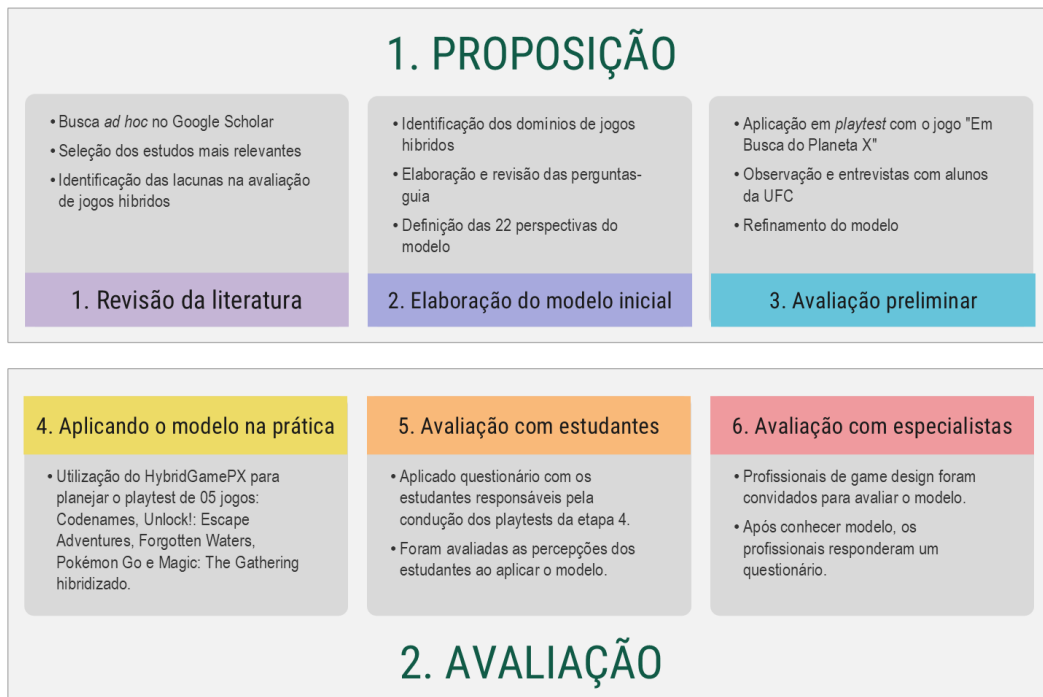 1. PROPOSIÇÃO
• Busca ad hoc no Google Scholar
• Seleção dos estudos mais relevantes
• Identificação das lacunas na avaliação
de jogos híbridos
1. Revisão da literatura
• Identificação dos domínios de jogos
híbridos
• Elaboração e revisão das perguntas-
guia
• Definição das 22 perspectivas do
modelo
2. Elaboração do modelo inicial
• Aplicação em playtest com o jogo "Em
Busca do Planeta X"
• Observação e entrevistas com alunos
da UFC
• Refinamento do modelo
3. Avaliação preliminar
4. Aplicando o modelo na prática
• Utilização do HybridGamePX para
planejar o playtest de 05 jogos:
Codenames, Unlock!: Escape
Adventures, Forgotten Waters,
Pokémon Go e Magic: The Gathering
hibridizado.
5. Avaliação com estudantes
• Aplicado questionário com os
estudantes responsáveis pela
condução dos playtests da etapa 4.
• Foram avaliadas as percepções dos
estudantes ao aplicar o modelo.
6. Avaliação com especialistas
• Profissionais de game design foram
convidados para avaliar o modelo.
• Após conhecer modelo, os
profissionais responderam um
questionário.
2. AVALIAÇÃO